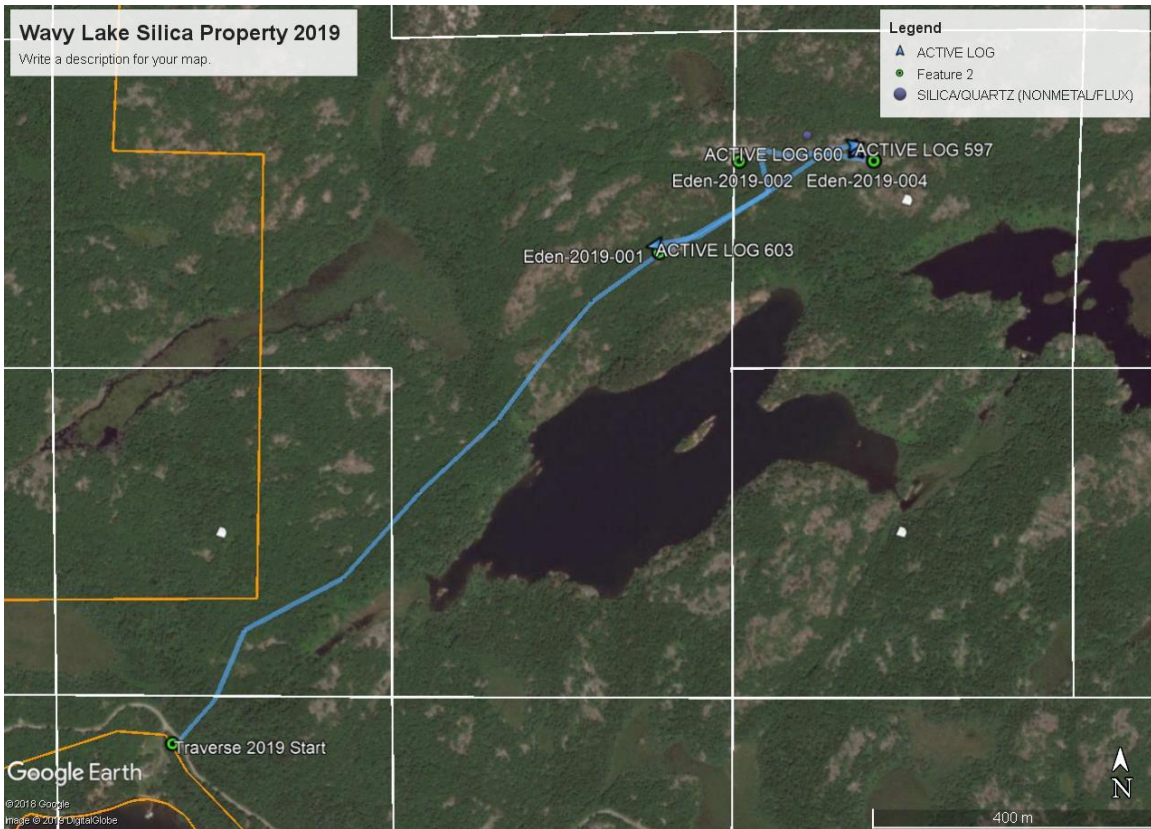 Wavy Lake Silica Property 2019
Write a description for your map.
Legend
ACTIVE LOG
Feature 2
SILICA/QUARTZ (NONMETAL/FLUX)
ACTIVE LOG 600
ACTIVE LOG 597
Eden-2019-002
Eden-2019-004
Eden-2019-001
ACTIVE LOG 603
Traverse 2019 Start
Google Earth
©2018 Google
Image © 2019 DigitalGlobe
N
400 m